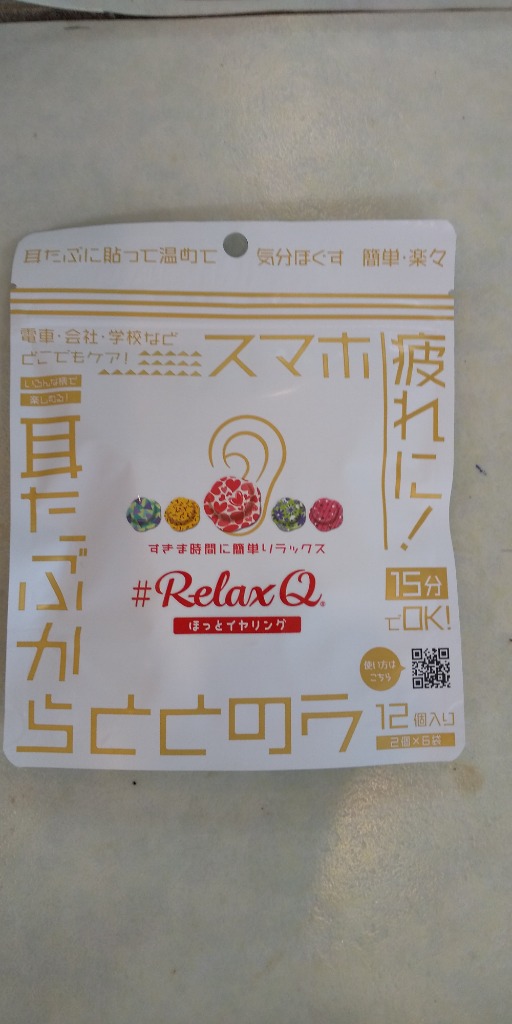 耳たぶに貼って温めて 気分ほぐす 簡単・楽々
電車・会社・学校など
どこでもケア!
スマホ
疲れに!
いろんな柄で
楽しめる!
耳たぶから
ととのう
すきま時間に簡単リラックス
#RelaxQ®
ほっとイヤリング
15分
でOK!
使い方は
こちら
12個入り
2個×6袋